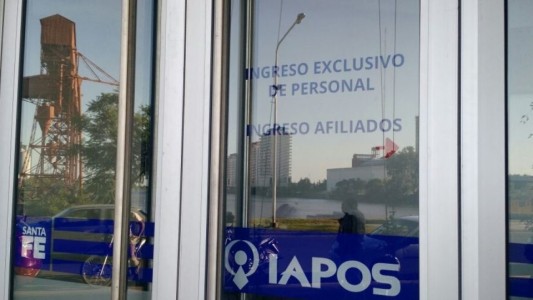 INGRESO EXCLUSIVO
DE PERSONAL
INGRESO AFILIADOS
SANTA
FE
IAPOS